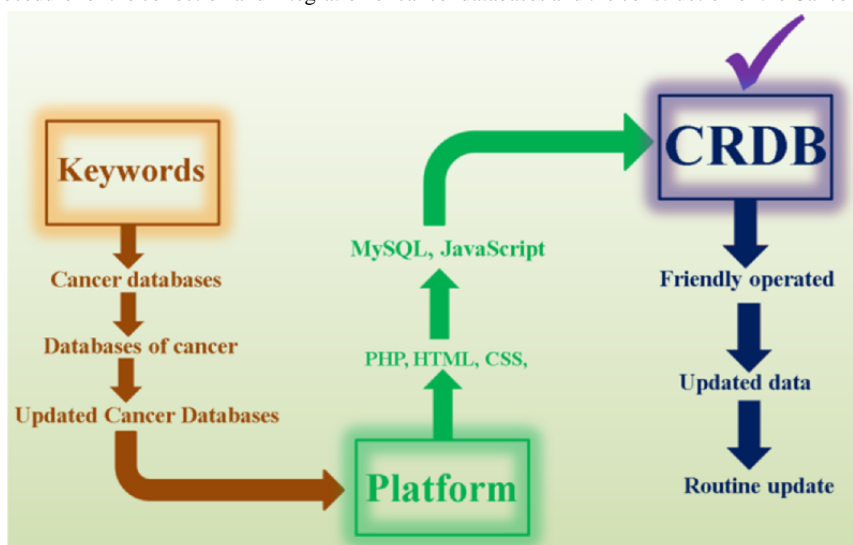 Keywords
Cancer databases
Databases of cancer
Updated Cancer Databases
Platform
PHP, HTML, CSS,
MySQL, JavaScript
CRDB
Friendly operated
Updated data
Routine update